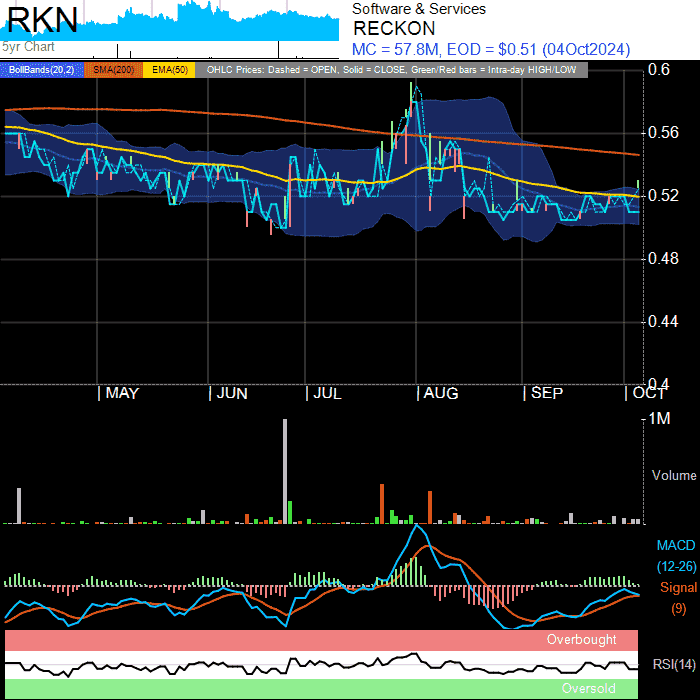 RKN
5yr Chart
Software & Services
RECKON
MC = 57.8M, EOD = $0.51 (04Oct2024)
BollBands(20,2) SMA(200) EMA(50) OHLC Prices: Dashed = OPEN, Solid = CLOSE, Green/Red bars = Intra-day HIGH/LOW
0.6
0.56
0.52
0.48
0.44
0.4
MAY JUN JUL AUG SEP OCT
1M
Volume
MACD
(12-26)
Signal
(9)
Overbought
RSI(14)
Oversold